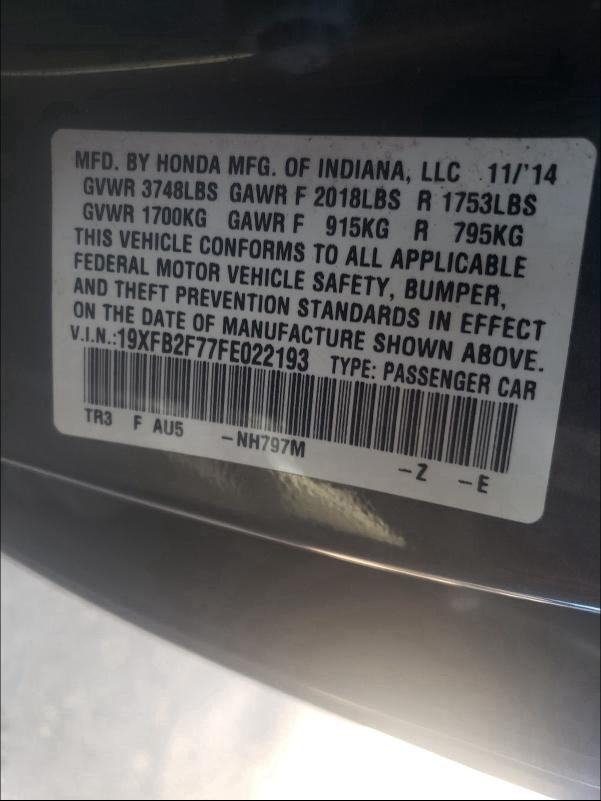 MFD. BY HONDA MFG. OF INDIANA, LLC 11/'14
GVWR 3748LBS GAWR F 2018LBS R 1753LBS
GVWR 1700KG GAWR F 915KG R 795KG
THIS VEHICLE CONFORMS TO ALL APPLICABLE
FEDERAL MOTOR VEHICLE SAFETY, BUMPER,
AND THEFT PREVENTION STANDARDS IN EFFECT
ON THE DATE OF MANUFACTURE SHOWN ABOVE.
V.I.N.:19XFB2F77FE022193 TYPE: PASSENGER CAR
TR3 F AU5 -NH797M -Z -E